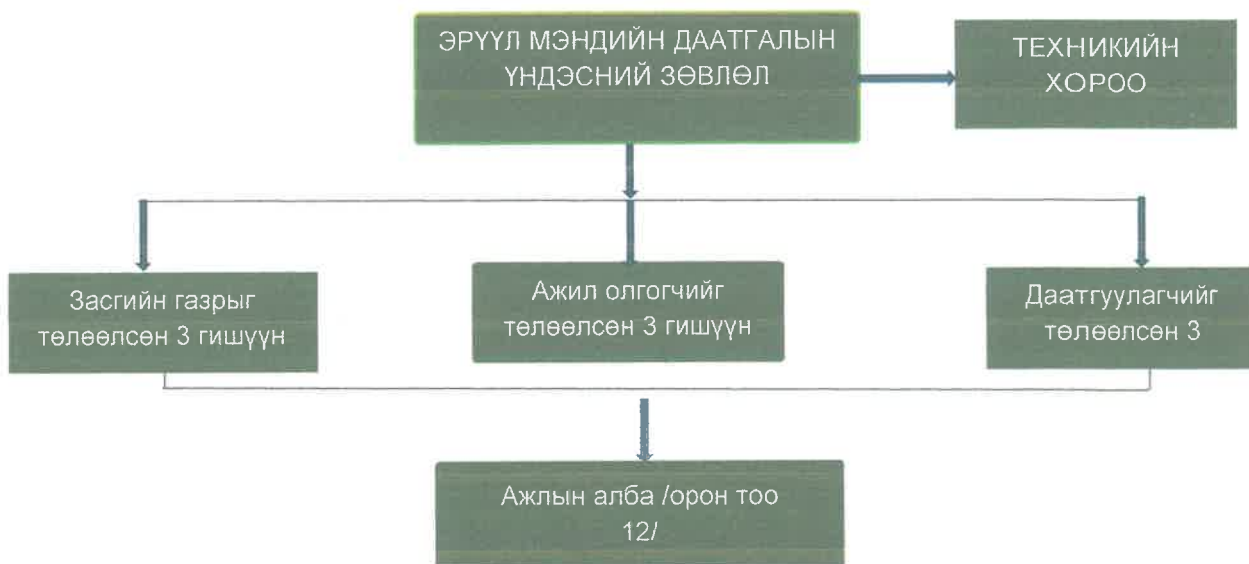 ЭРҮҮЛ МЭНДИЙН ДААТГАЛЫН
ҮНДЭСНИЙ ЗӨВЛӨЛ
ТЕХНИКИЙН
ХОРОО
Засгийн газрыг
төлөөлсөн 3 гишүүн
Ажил олгогчийг
төлөөлсөн 3 гишүүн
Даатгуулагчийг
төлөөлсөн 3
Ажлын алба /орон тоо
12/